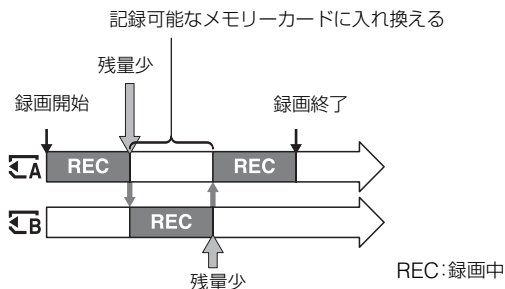 記録可能なメモリーカードに入れ換える
残量少
録画開始
録画終了
A
REC
REC
B
REC
残量少
REC：録画中